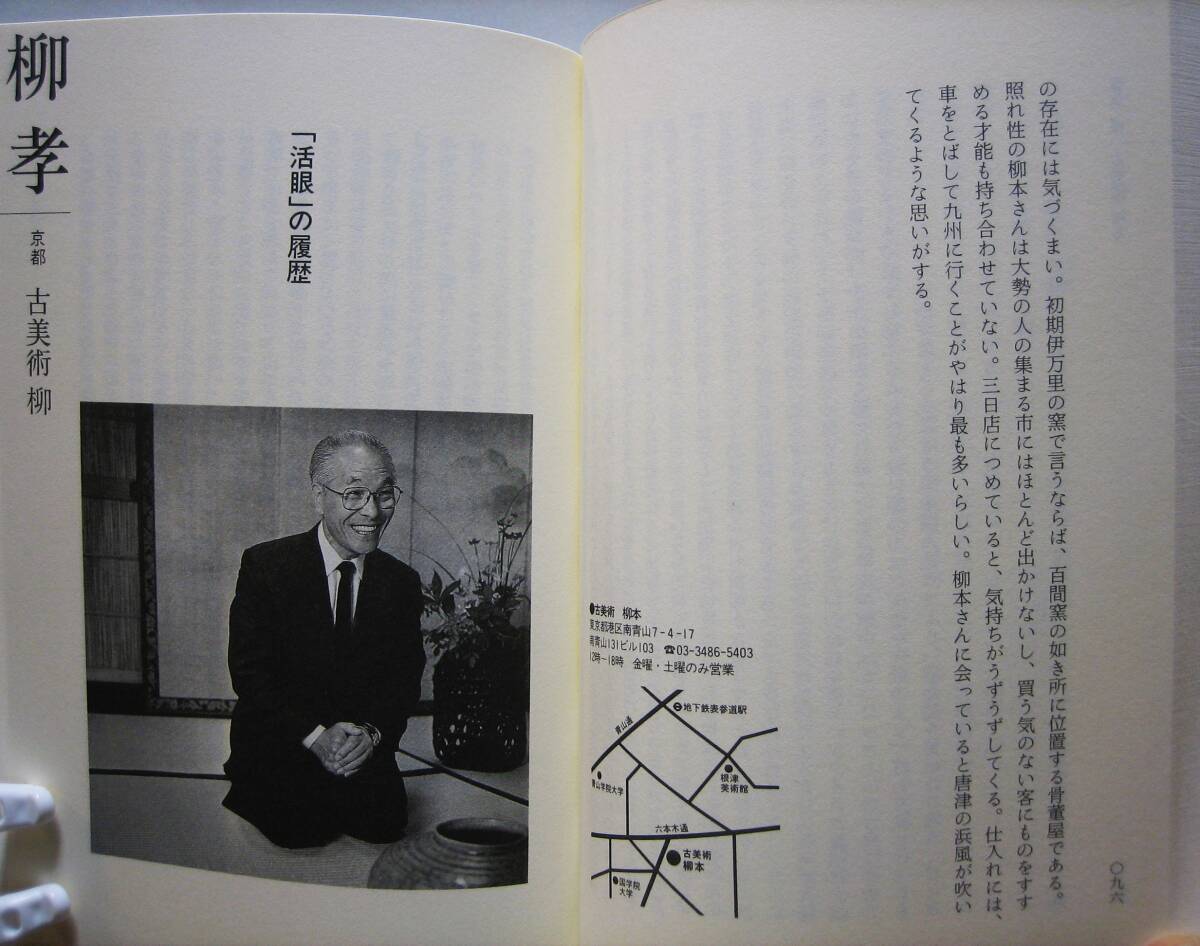 の存在には気づくまい。初期伊万里の窯で言うならば、百間窯の如き所に位置する骨董屋である。
照れ性の柳本さんは大勢の人の集まる市にはほとんど出かけないし、買う気のない客にものをすす
める才能も持ち合わせていない。三日店につめていると、気持ちがうずうずしてくる。仕入れには、
車をとばして九州に行くことがやはり最も多いらしい。柳本さんに会っていると唐津の浜風が吹い
てくるような思いがする。
●古美術 柳本
東京都港区南青山7-4-17
南青山131ビル103 ☎03-3486-5403
12時―18時 金曜・土曜のみ営業
地下鉄表参道駅
青山通
青山学院大学
根津
美術館
六本木通
古美術
柳本
国学院
大学
〇九六
柳孝
京都 古美術 柳
「活眼」の履歴